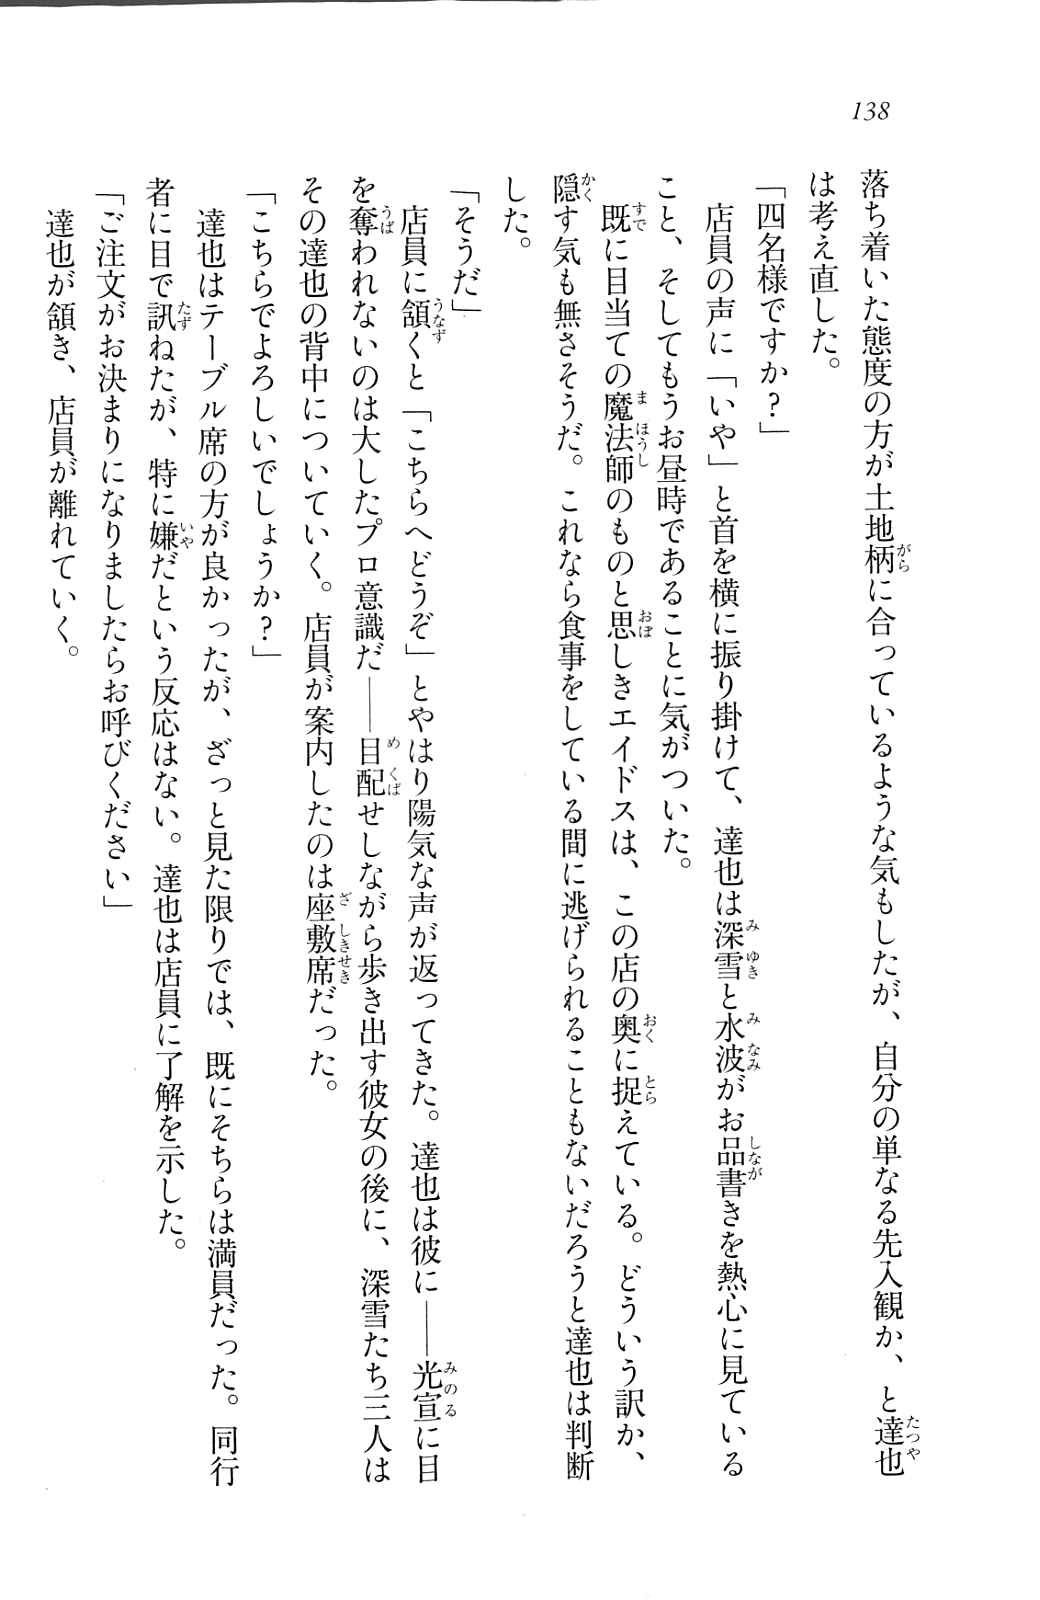 138
落ち着いた態度の方が土地柄に合っているような気もしたが、自分の単なる先入観か、と達也
は考え直した。
「四名様ですか？」
店員の声に「いや」と首を横に振り掛けて、達也は深雪と水波がお品書きを熱心に見ている
こと、そしてもうお昼時であることに気がついた。
既に目当ての魔法師のものと思しきエイドスは、この店の奥に捉えている。どういう訳か、
隠す気も無さそうだ。これなら食事をしている間に逃げられることもないだろうと達也は判断
した。
「そうだ」
店員に頷くと「こちらへどうぞ」とやはり陽気な声が返ってきた。達也は彼に――光宣に目
を奪われないのは大したプロ意識だ――目配せしながら歩き出す彼女の後に、深雪たち三人は
その達也の背中についていく。店員が案内したのは座敷席だった。
「こちらでよろしいでしょうか？」
達也はテーブル席の方が良かったが、ざっと見た限りでは、既にそちらは満員だった。同行
者に目で訊ねたが、特に嫌だという反応はない。達也は店員に了解を示した。
「ご注文がお決まりになりましたらお呼びください」
達也が頷き、店員が離れていく。